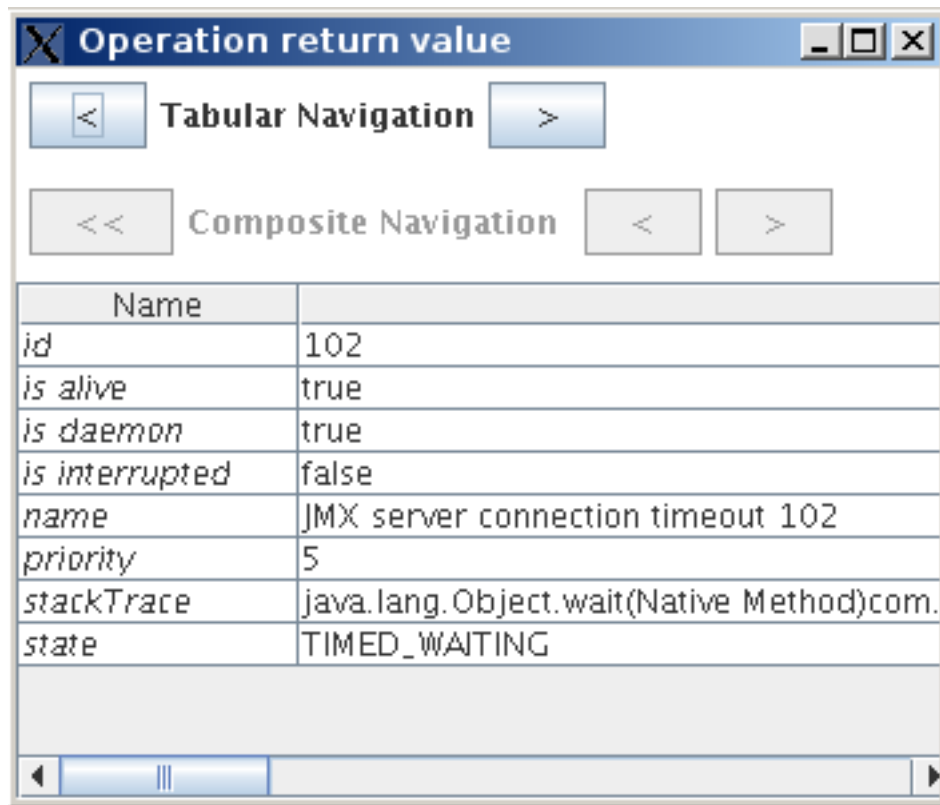 Operation return value
< Tabular Navigation >
<< Composite Navigation < >
Name
id 102
is alive true
is daemon true
is interrupted false
name JMX server connection timeout 102
priority 5
stackTrace java.lang.Object.wait(Native Method)com.
state TIMED_WAITING